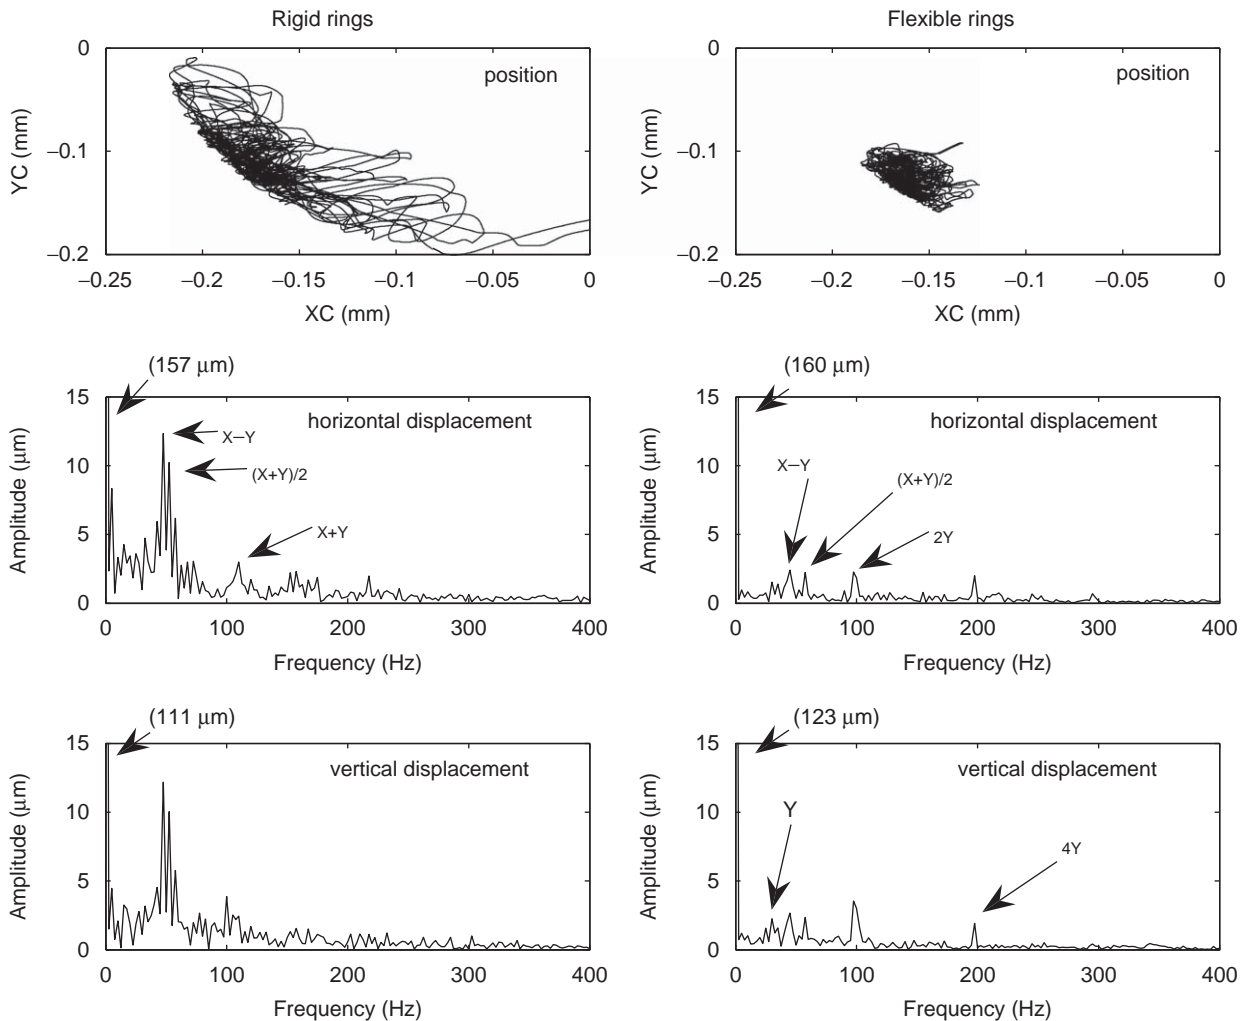 Rigid rings
Flexible rings
0
position
−0.1
YC (mm)
−0.2
−0.25 −0.2 −0.15 −0.1 −0.05 0
XC (mm)
0
position
−0.1
YC (mm)
−0.2
−0.25 −0.2 −0.15 −0.1 −0.05 0
XC (mm)
(157 μm)
15
horizontal displacement
X−Y
10
(X+Y)/2
5
X+Y
0
Amplitude (μm)
0 100 200 300 400
Frequency (Hz)
(160 μm)
15
horizontal displacement
X−Y
10
(X+Y)/2
5
2Y
0
Amplitude (μm)
0 100 200 300 400
Frequency (Hz)
(111 μm)
15
vertical displacement
10
5
0
Amplitude (μm)
0 100 200 300 400
Frequency (Hz)
(123 μm)
15
vertical displacement
10
Y
4Y
5
0
Amplitude (μm)
0 100 200 300 400
Frequency (Hz)